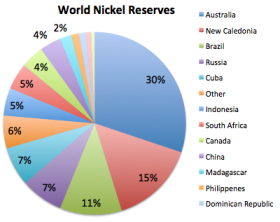 World Nickel Reserves
30%
15%
11%
7%
7%
6%
5%
5%
4%
4%
2%
Australia
New Caledonia
Brazil
Russia
Cuba
Other
Indonesia
South Africa
Canada
China
Madagascar
Philippenes
Dominican Republic